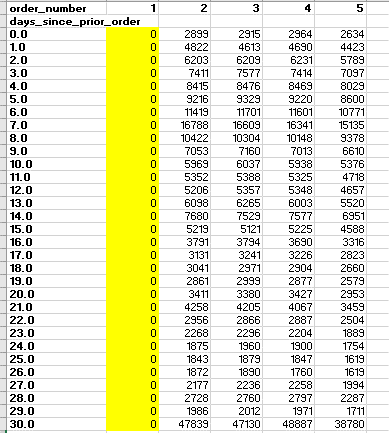 order_number 1 2 3 4 5
days_since_prior_order
0.0 0 2899 2915 2964 2634
1.0 0 4822 4613 4690 4423
2.0 0 6203 6209 6231 5789
3.0 0 7411 7577 7414 7097
4.0 0 8415 8476 8469 8029
5.0 0 9216 9329 9220 8600
6.0 0 11419 11701 11601 10771
7.0 0 16788 16609 16341 15135
8.0 0 10422 10304 10148 9378
9.0 0 7053 7160 7013 6610
10.0 0 5969 6037 5938 5376
11.0 0 5352 5388 5325 4718
12.0 0 5206 5357 5348 4657
13.0 0 6098 6265 6003 5520
14.0 0 7680 7529 7577 6951
15.0 0 5219 5121 5225 4588
16.0 0 3791 3794 3690 3316
17.0 0 3131 3241 3226 2823
18.0 0 3041 2971 2904 2660
19.0 0 2861 2999 2877 2579
20.0 0 3411 3380 3427 2953
21.0 0 4258 4205 4067 3459
22.0 0 2956 2866 2887 2504
23.0 0 2268 2296 2204 1889
24.0 0 1875 1960 1900 1754
25.0 0 1843 1879 1847 1619
26.0 0 1872 1890 1760 1619
27.0 0 2177 2236 2258 1994
28.0 0 2728 2760 2797 2287
29.0 0 1986 2012 1971 1711
30.0 0 47839 47130 48887 38780